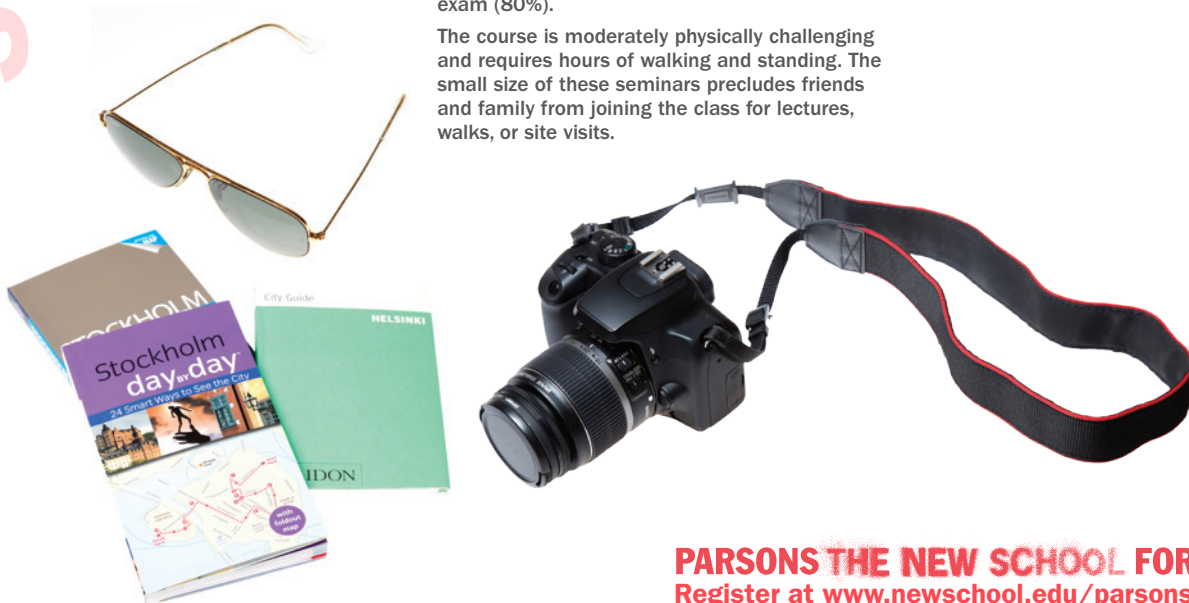 exam (80%).
The course is moderately physically challenging
and requires hours of walking and standing. The
small size of these seminars precludes friends
and family from joining the class for lectures,
walks, or site visits.
MAP
STOCKHOLM
Stockholm
day BY day
24 Smart Ways to See the City
with
foldout
map
City Guide
HELSINKI
IDON
PARSONS THE NEW SCHOOL FOR
Register at www.newschool.edu/parsons